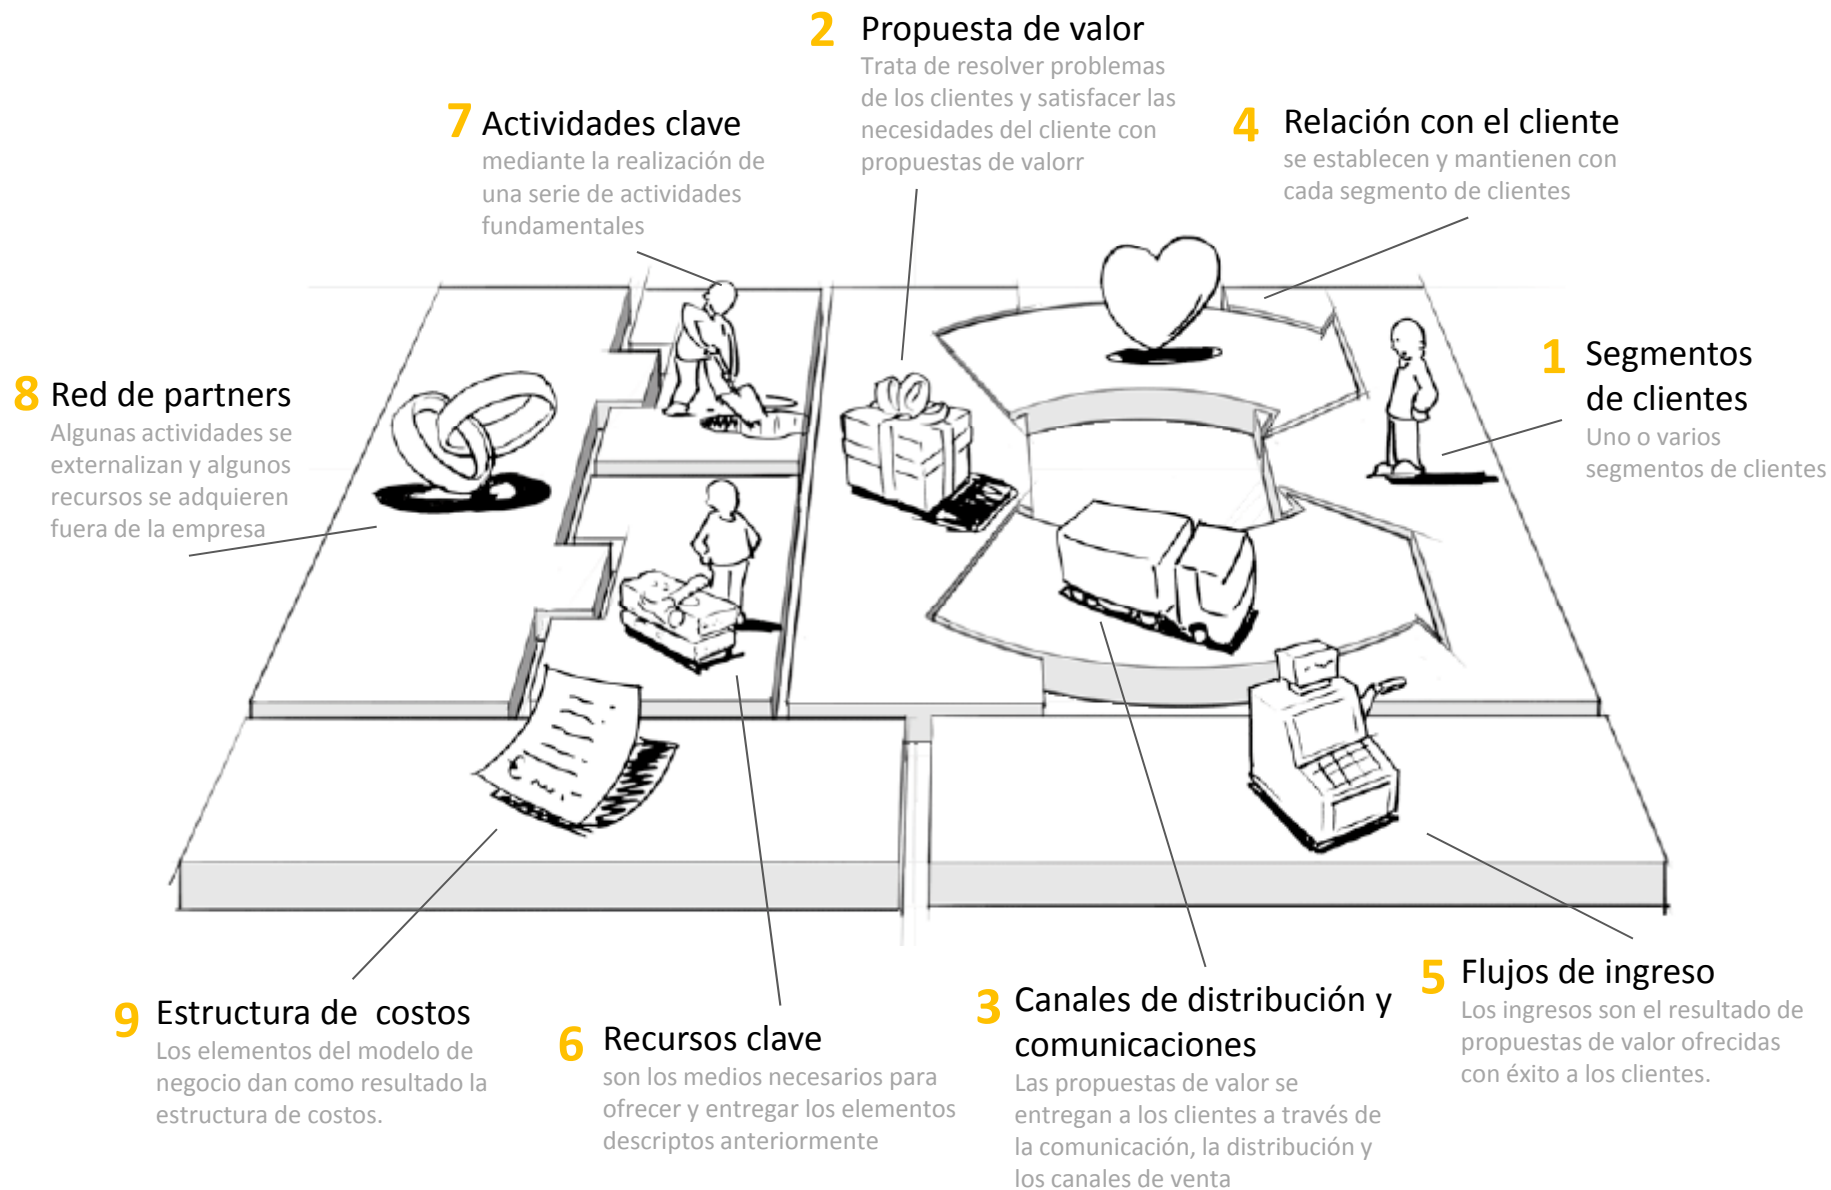 2 Propuesta de valor
Trata de resolver problemas
de los clientes y satisfacer las
necesidades del cliente con
propuestas de valorr
7 Actividades clave
mediante la realización de
una serie de actividades
fundamentales
4 Relación con el cliente
se establecen y mantienen con
cada segmento de clientes
1 Segmentos
de clientes
Uno o varios
segmentos de clientes
8 Red de partners
Algunas actividades se
externalizan y algunos
recursos se adquieren
fuera de la empresa
9 Estructura de costos
Los elementos del modelo de
negocio dan como resultado la
estructura de costos.
6 Recursos clave
son los medios necesarios para
ofrecer y entregar los elementos
descriptos anteriormente
3 Canales de distribución y
comunicaciones
Las propuestas de valor se
entregan a los clientes a través de
la comunicación, la distribución y
los canales de venta
5 Flujos de ingreso
Los ingresos son el resultado de
propuestas de valor ofrecidas
con éxito a los clientes.